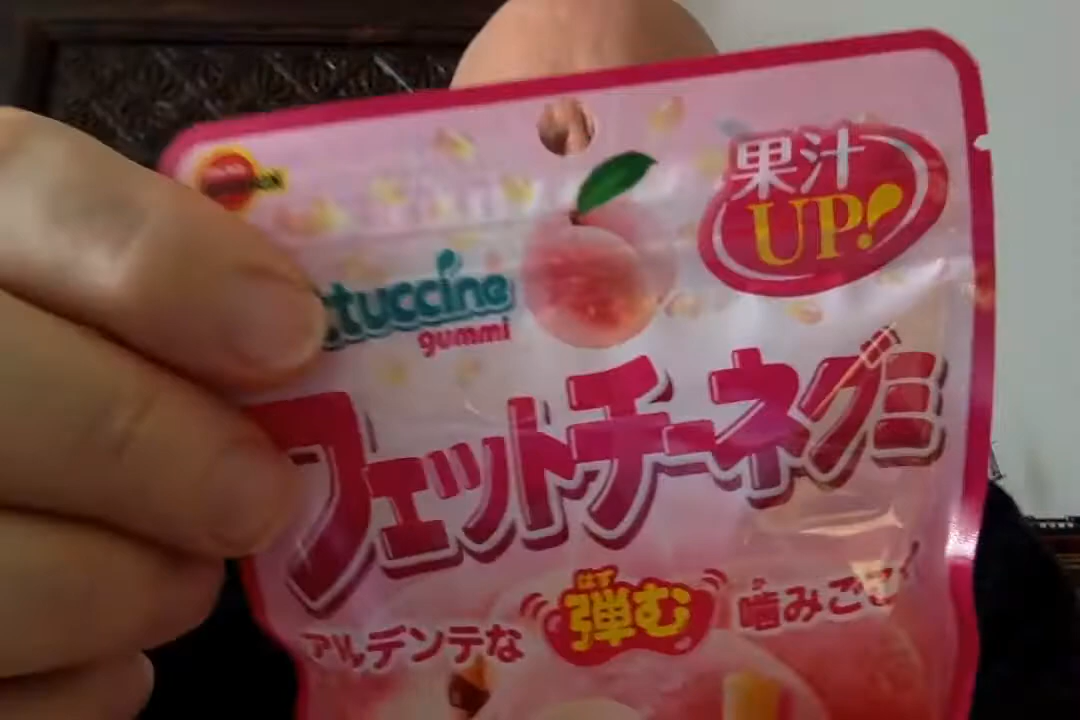 果汁
UP!
ttuccine
gummi
フェットチーネグミ
アルデンテな
はず
弾む
噛みごこ